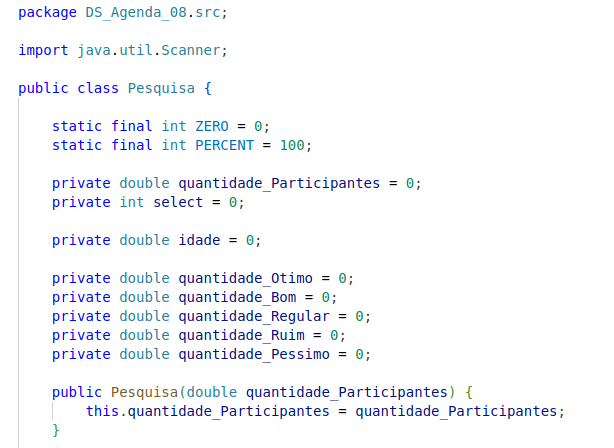 package DS_Agenda_08.src;
import java.util.Scanner;
public class Pesquisa {
static final int ZERO = 0;
static final int PERCENT = 100;
private double quantidade_Participantes = 0;
private int select = 0;
private double idade = 0;
private double quantidade_Otimo = 0;
private double quantidade_Bom = 0;
private double quantidade_Regular = 0;
private double quantidade_Ruim = 0;
private double quantidade_Pessimo = 0;
public Pesquisa(double quantidade_Participantes) {
this.quantidade_Participantes = quantidade_Participantes;
}